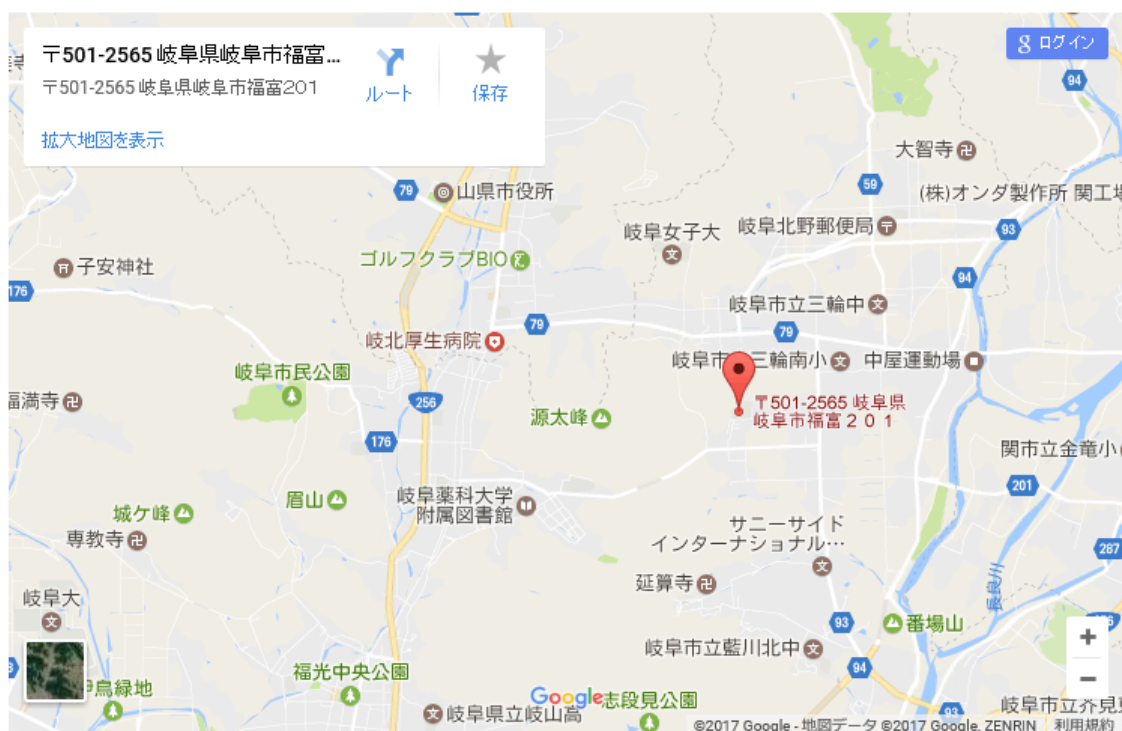 〒501-2565 岐阜県岐阜市福富...
〒501-2565 岐阜県岐阜市福富201
ルート
保存
拡大地図を表示
ログイン
94
大智寺
59
(株)オンダ製作所 関工場
79
山県市役所
岐阜女子大
岐阜北野郵便局
93
ゴルフクラブBIO
子安神社
94
176
岐阜市立三輪中
79
79
岐北厚生病院
三輪南小
中屋運動場
岐阜市民公園
福満寺
256
源太峰
〒501-2565 岐阜県
岐阜市福富２０１
176
関市立金竜小
201
眉山
岐阜薬科大学
附属図書館
城ケ峰
専教寺
サニーサイド
インターナショナル…
287
延算寺
長良川
岐阜大
93
番場山
岐阜市立藍川北中
94
福光中央公園
鳥緑地
Google
志段見公園
岐阜県立岐山高
93
岐阜市立芥見東
©2017 Google - 地図データ ©2017 Google, ZENRIN
利用規約